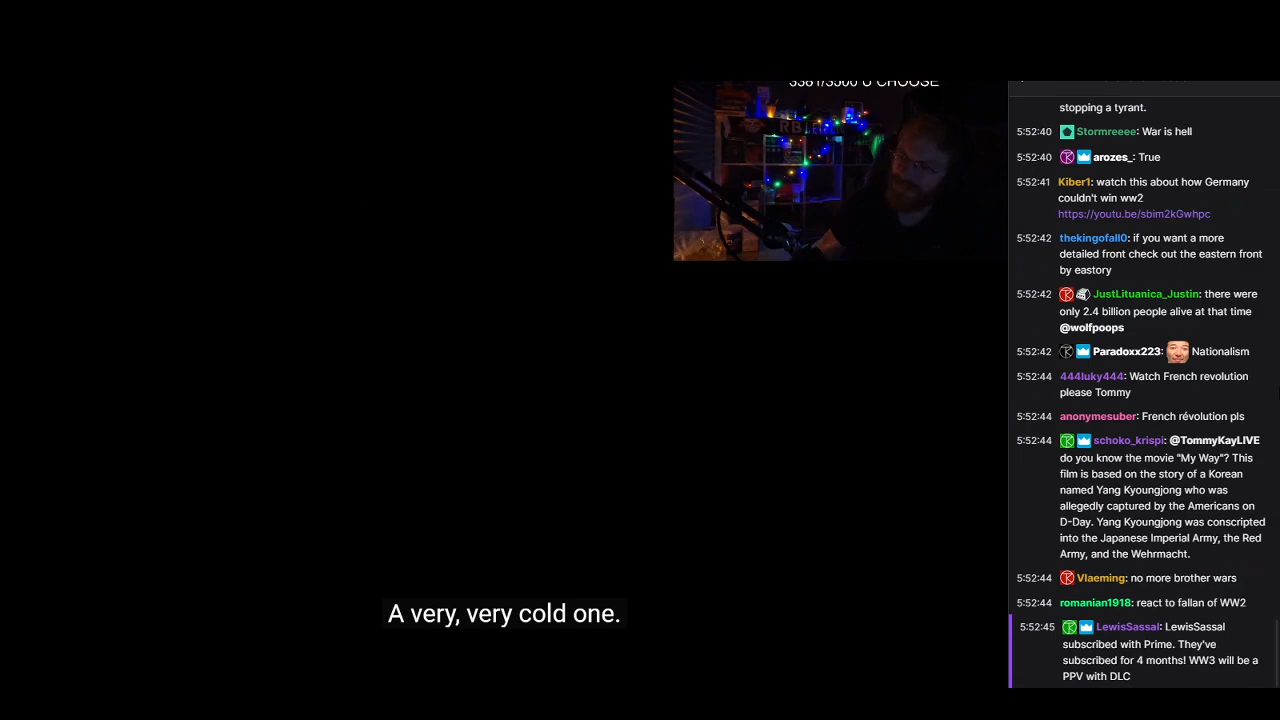 3381/3500 U CHOOSE
stopping a tyrant.
5:52:40 Stormreeee: War is hell
5:52:40 arozes_: True
5:52:41 Kiber1: watch this about how Germany
couldn't win ww2
https://youtu.be/sbim2kGwhpc
5:52:42 thekingofall0: if you want a more
detailed front check out the eastern front
by eastory
5:52:42 JustLituanica_Justin: there were
only 2.4 billion people alive at that time
@wolfpoops
5:52:42 Paradoxx223: Nationalism
5:52:44 444luky444: Watch French revolution
please Tommy
5:52:44 anonymesuber: French révolution pls
5:52:44 schoko_krispi: @TommyKayLIVE
do you know the movie "My Way"? This
film is based on the story of a Korean
named Yang Kyoungjong who was
allegedly captured by the Americans on
D-Day. Yang Kyoungjong was conscripted
into the Japanese Imperial Army, the Red
Army, and the Wehrmacht.
5:52:44 Vlaeming: no more brother wars
5:52:44 romanian1918: react to fallan of WW2
5:52:45 LewisSassal: LewisSassal
subscribed with Prime. They've
subscribed for 4 months! WW3 will be a
PPV with DLC
A very, very cold one.